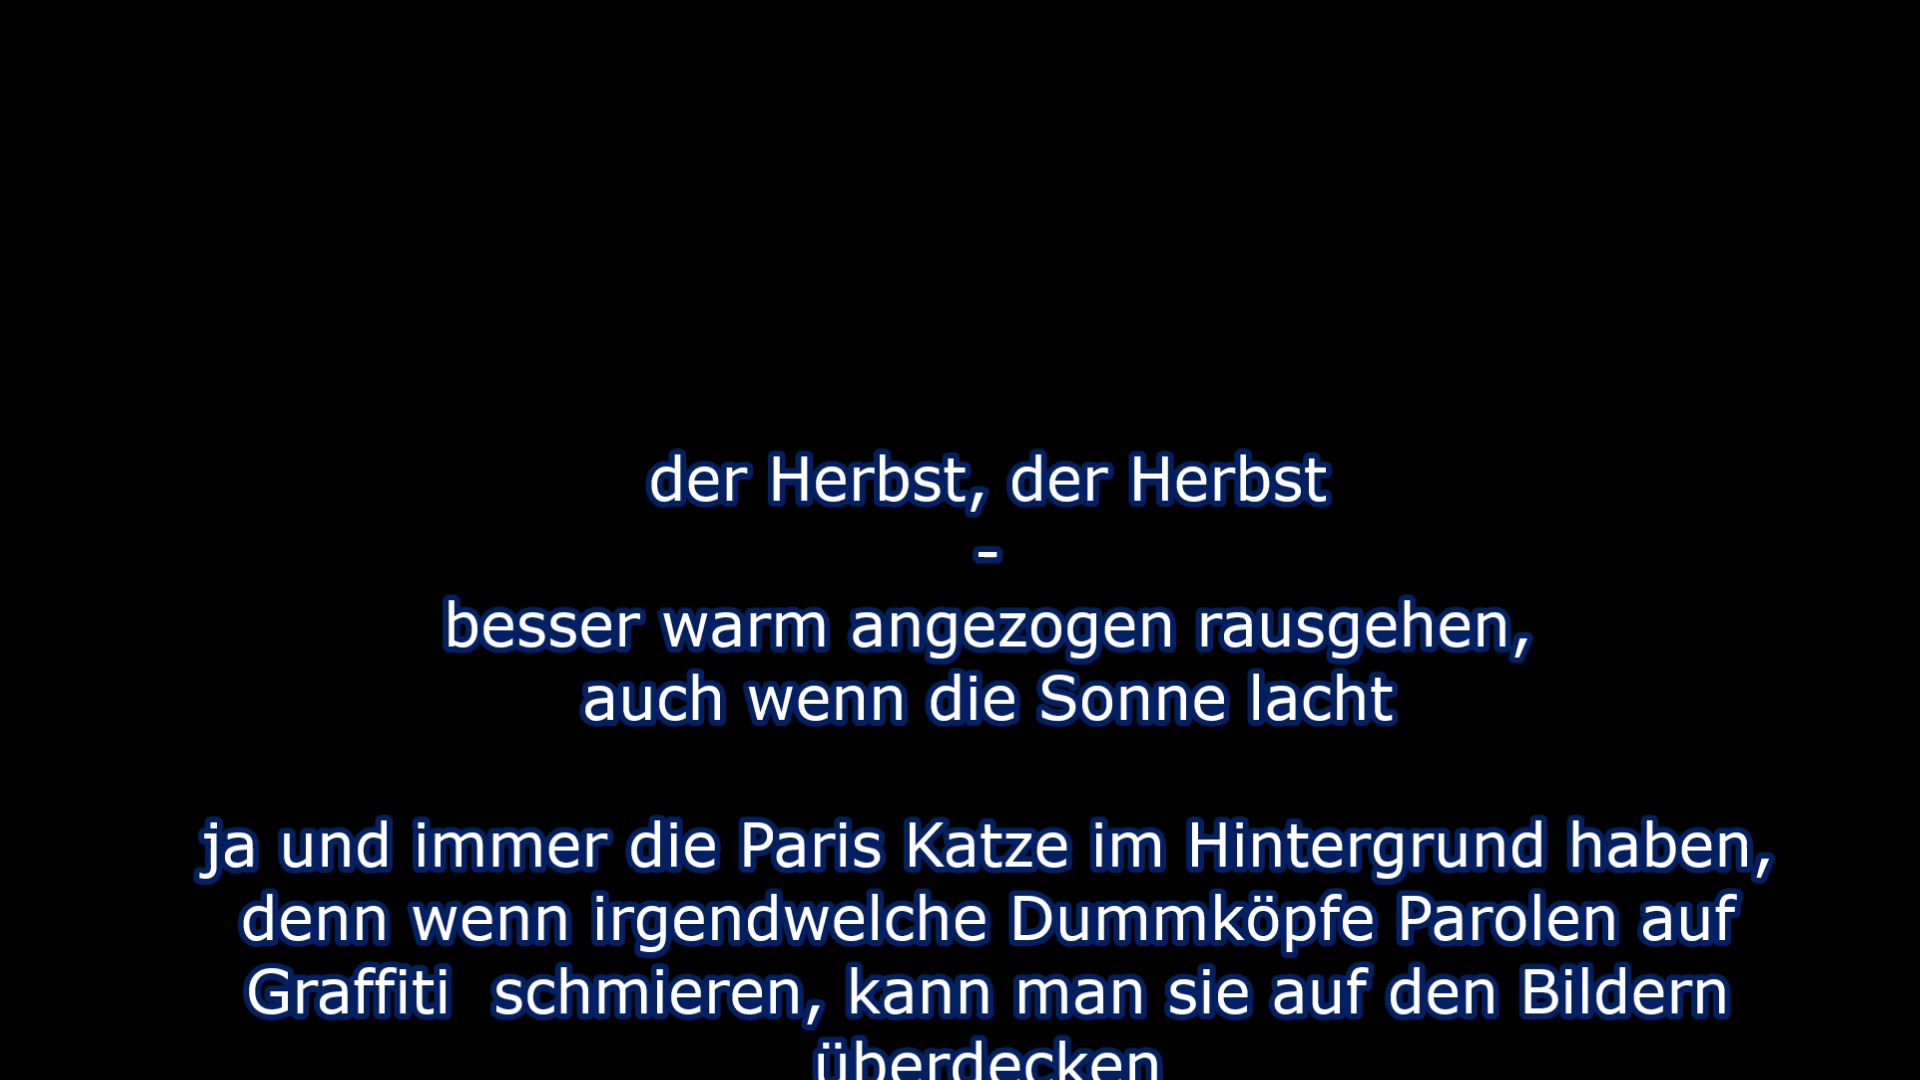 der Herbst, der Herbst
-
besser warm angezogen rausgehen,
auch wenn die Sonne lacht
ja und immer die Paris Katze im Hintergrund haben,
denn wenn irgendwelche Dummköpfe Parolen auf
Graffiti  schmieren, kann man sie auf den Bildern
überdecken